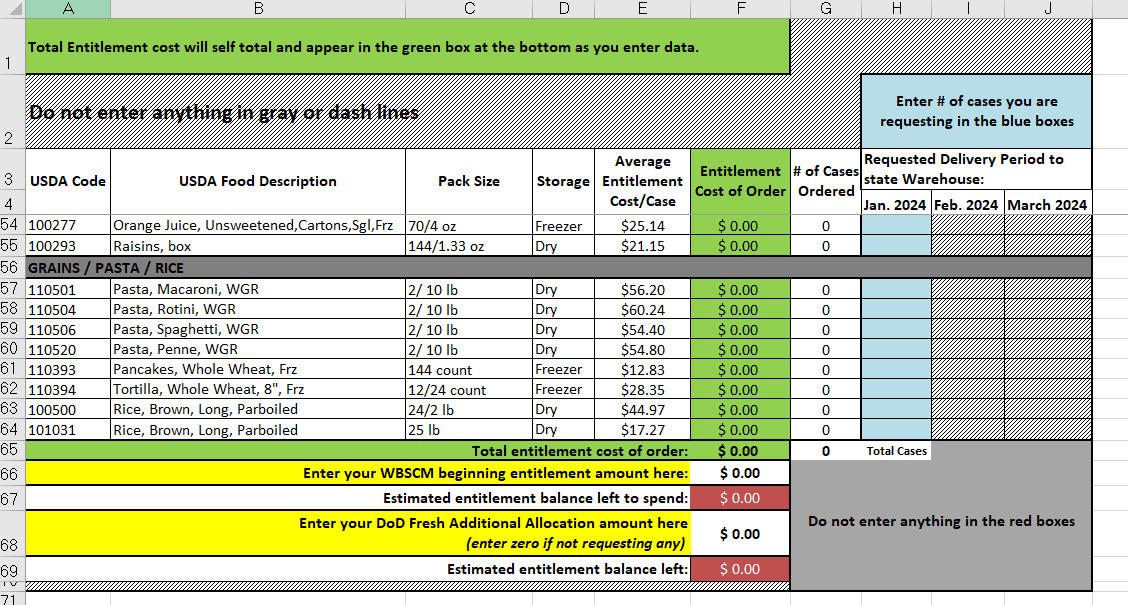 A B C D E F G H I J
1 Total Entitlement cost will self total and appear in the green box at the bottom as you enter data.
2 Do not enter anything in gray or dash lines
Enter # of cases you are
requesting in the blue boxes
3 USDA Code USDA Food Description Pack Size Storage Average
Entitlement
Cost/Case Entitlement
Cost of Order # of Cases
Ordered Requested Delivery Period to
state Warehouse:
4 Jan. 2024 Feb. 2024 March 2024
54 100277 Orange Juice, Unsweetened,Cartons,Sgl,Frz 70/4 oz Freezer $25.14 $ 0.00 0
55 100293 Raisins, box 144/1.33 oz Dry $21.15 $ 0.00 0
56 GRAINS / PASTA / RICE
57 110501 Pasta, Macaroni, WGR 2/ 10 lb Dry $56.20 $ 0.00 0
58 110504 Pasta, Rotini, WGR 2/ 10 lb Dry $60.24 $ 0.00 0
59 110506 Pasta, Spaghetti, WGR 2/ 10 lb Dry $54.40 $ 0.00 0
60 110520 Pasta, Penne, WGR 2/ 10 lb Dry $54.80 $ 0.00 0
61 110393 Pancakes, Whole Wheat, Frz 144 count Freezer $12.83 $ 0.00 0
62 110394 Tortilla, Whole Wheat, 8", Frz 12/24 count Freezer $28.35 $ 0.00 0
63 100500 Rice, Brown, Long, Parboiled 24/2 lb Dry $44.97 $ 0.00 0
64 101031 Rice, Brown, Long, Parboiled 25 lb Dry $17.27 $ 0.00 0
65 Total entitlement cost of order: $ 0.00 0 Total Cases
66 Enter your WBSCM beginning entitlement amount here: $ 0.00
67 Estimated entitlement balance left to spend: $ 0.00
Do not enter anything in the red boxes
68 Enter your DoD Fresh Additional Allocation amount here
(enter zero if not requesting any) $ 0.00
69 Estimated entitlement balance left: $ 0.00
71